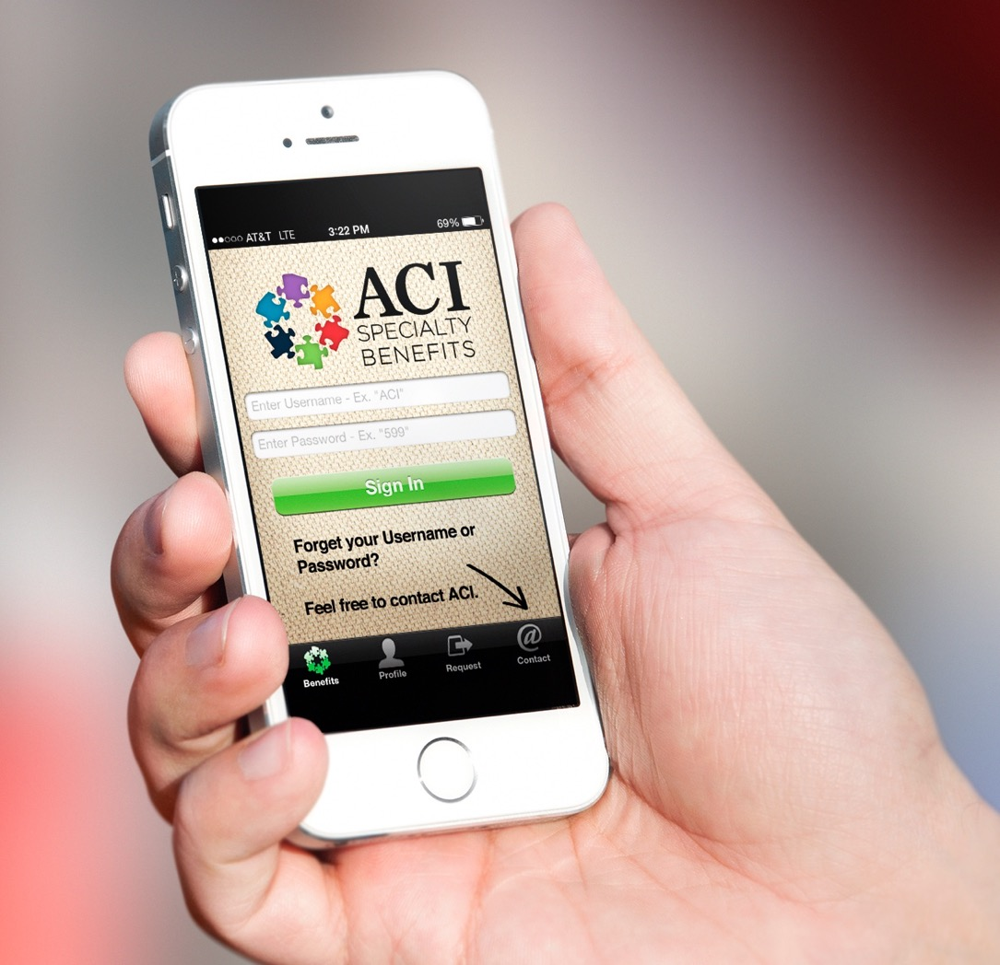 AT&T LTE 3:22 PM 69%
ACI
SPECIALTY
BENEFITS
Enter Username - Ex. "ACI"
Enter Password - Ex. "599"
Sign In
Forget your Username or
Password?
Feel free to contact ACI.
Benefits Profile Request Contact